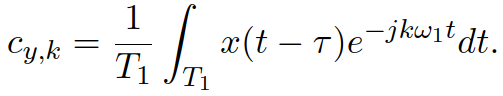 $c_{y,k} = \frac{1}{T_1} \int_{T_1} x(t - \tau) e^{-jk\omega_1 t} dt.$